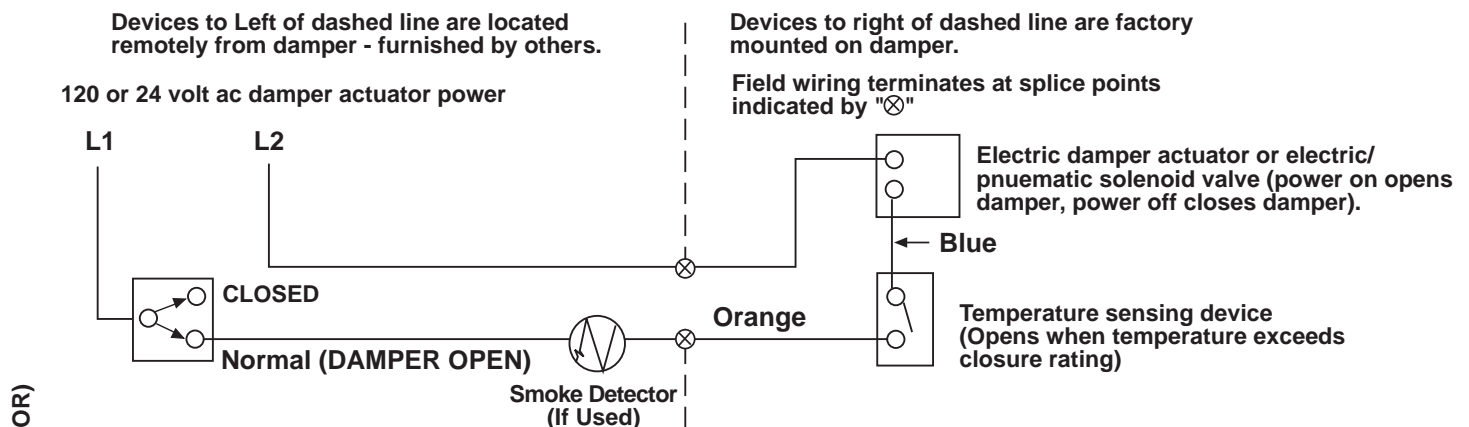 Devices to Left of dashed line are located
remotely from damper - furnished by others.
Devices to right of dashed line are factory
mounted on damper.
120 or 24 volt ac damper actuator power
Field wiring terminates at splice points
indicated by "⊗"
L1
L2
Electric damper actuator or electric/
pnuematic solenoid valve (power on opens
damper, power off closes damper).
Blue
CLOSED
Orange
Temperature sensing device
(Opens when temperature exceeds
closure rating)
Normal (DAMPER OPEN)
Smoke Detector
(If Used)
OR)